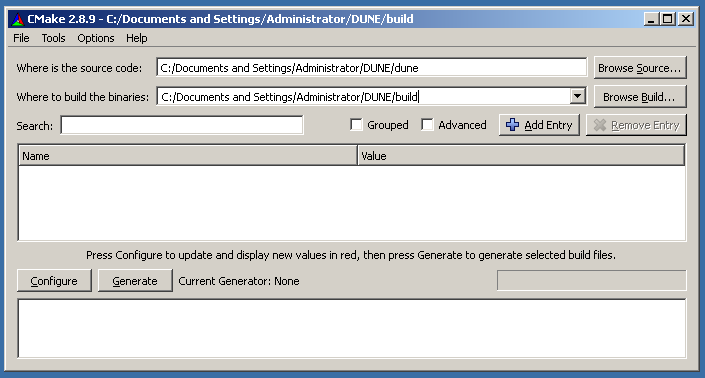 CMake 2.8.9 - C:/Documents and Settings/Administrator/DUNE/build
File Tools Options Help
Where is the source code: C:/Documents and Settings/Administrator/DUNE/dune Browse Source...
Where to build the binaries: C:/Documents and Settings/Administrator/DUNE/build Browse Build...
Search: Grouped Advanced Add Entry Remove Entry
Name Value
Press Configure to update and display new values in red, then press Generate to generate selected build files.
Configure Generate Current Generator: None